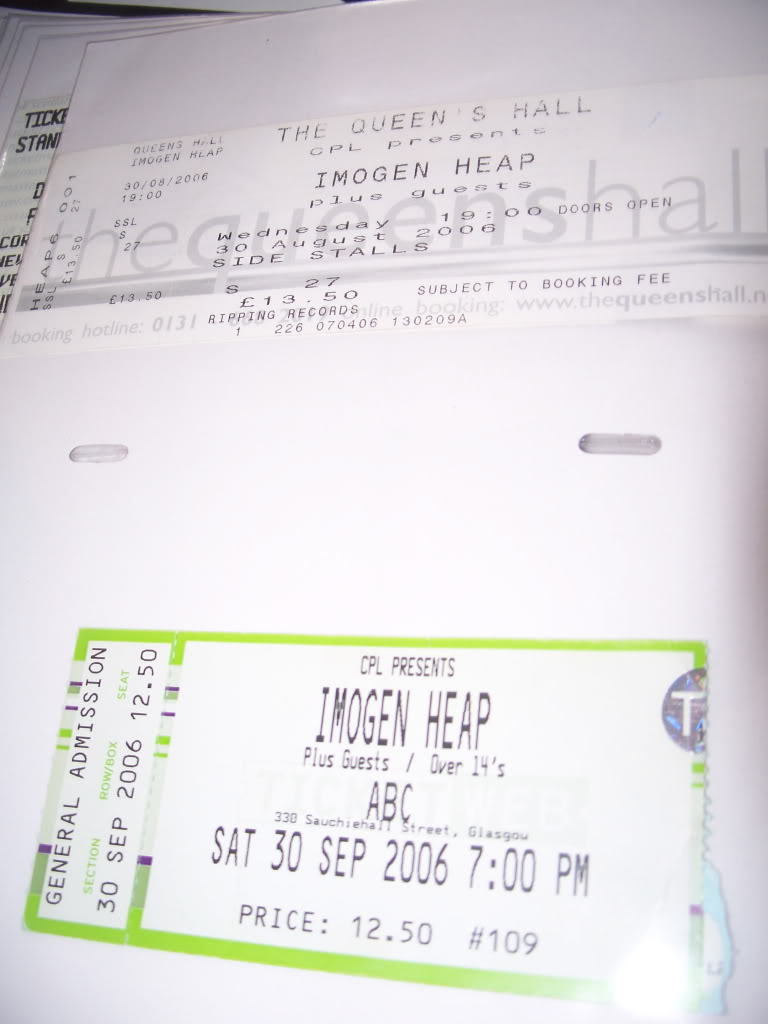 TICKE
STAN
THE QUEEN'S HALL
CPL presents
IMOGEN HEAP
plus guests
Wednesday 19:00 DOORS OPEN
30 August 2006
SIDE STALLS
S 27
£13.50 SUBJECT TO BOOKING FEE
RIPPING RECORDS
1 226 070406 130209A
QUEENS HALL
IMOGEN HEAP
30/08/2006
19:00
SSL
S
27
£13.50
HEAP6 001
SSL S 27
£13.50
thequeenshall
booking hotline: 0131 online booking: www.thequeenshall.n
GENERAL ADMISSION
SECTION ROW/BOX SEAT
30 SEP 2006 12.50
CPL PRESENTS
IMOGEN HEAP
Plus Guests / Over 14's
ABC
330 Sauchiehall Street, Glasgow
SAT 30 SEP 2006 7:00 PM
PRICE: 12.50 #109
T